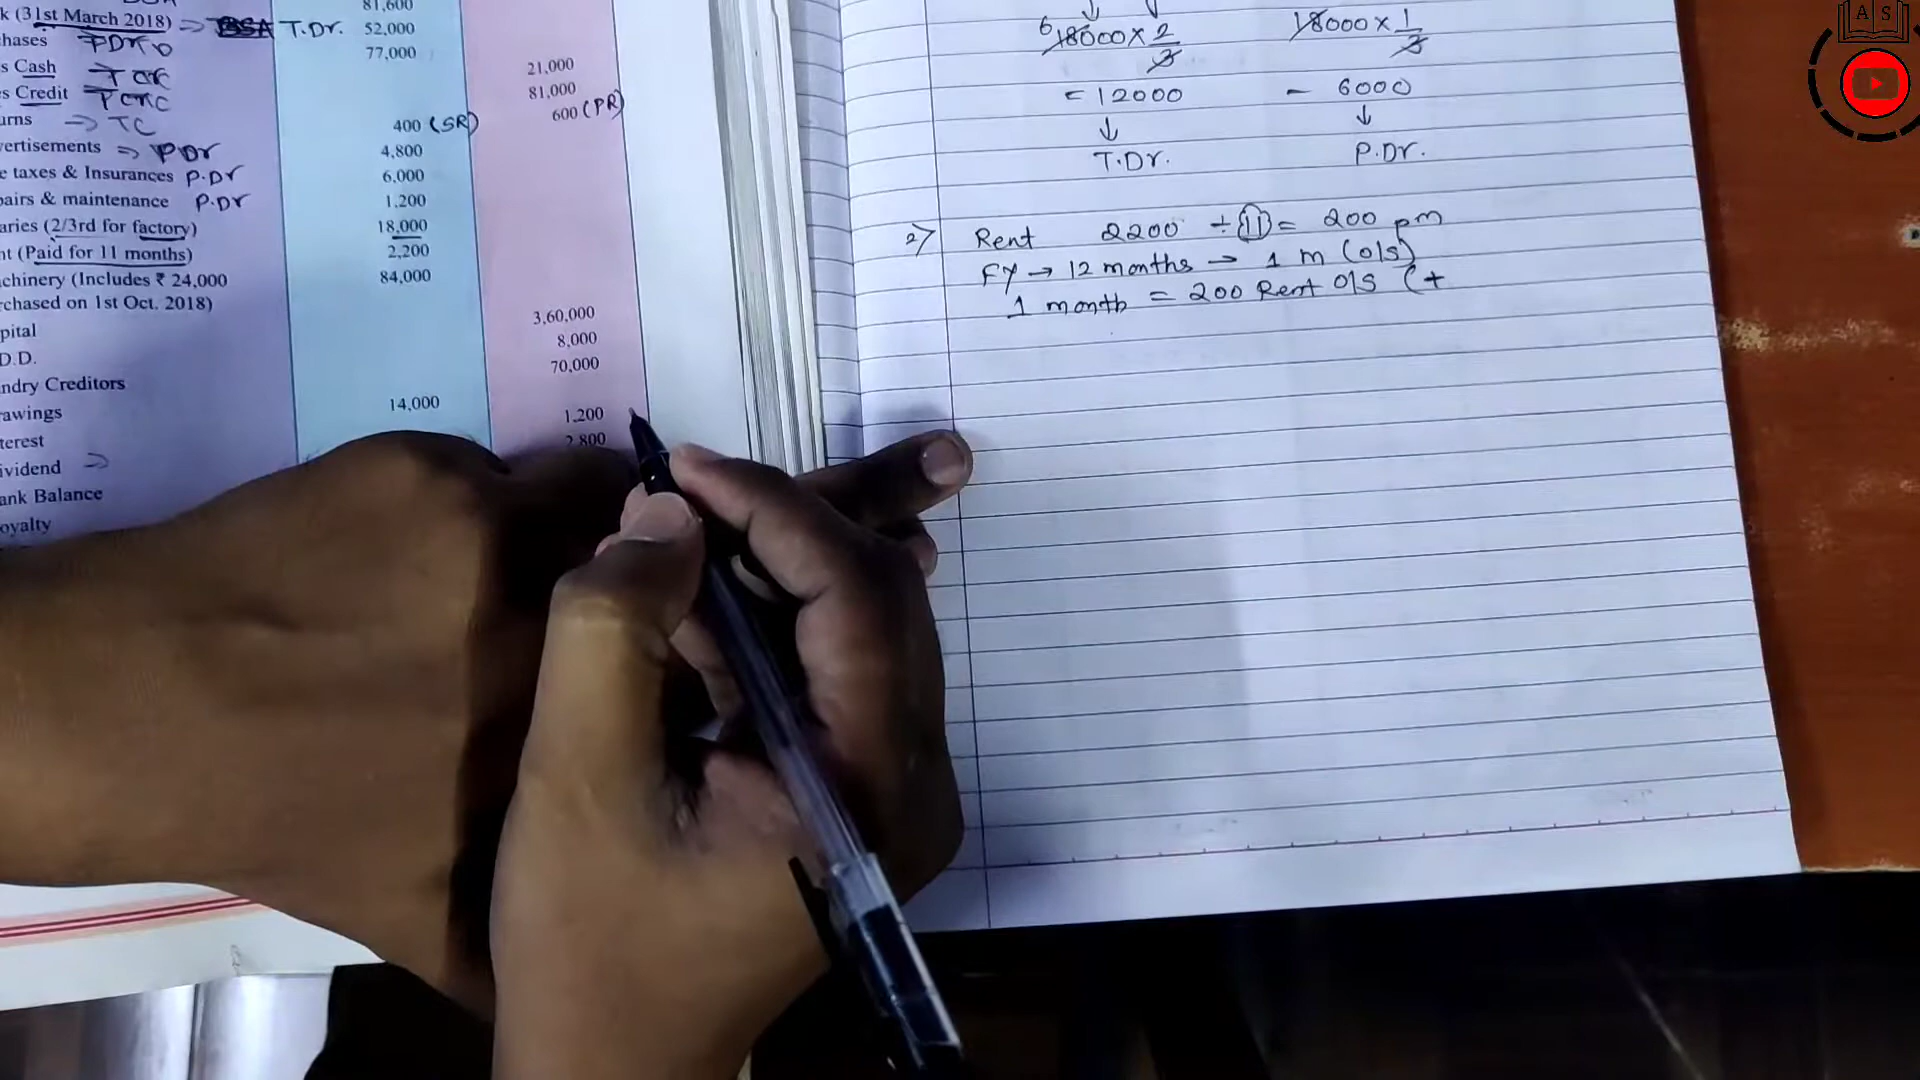 81,600
k (31st March 2018) ⇒ T.Dr. 52,000
hases PDr 77,000
s Cash TCr 21,000
es Credit TCr 81,000
urns ⇒ TC 400 (SR) 600 (PR)
vertisements ⇒ PDr 4,800
e taxes & Insurances P.Dr 6,000
pairs & maintenance P.Dr 1,200
aries (2/3rd for factory) 18,000
nt (Paid for 11 months) 2,200
chinery (Includes ₹ 24,000 84,000
rchased on 1st Oct. 2018)
pital 3,60,000
D.D. 8,000
ndry Creditors 70,000
awings 14,000
terest 1,200
ividend ⇒ 2,800
ank Balance
oyalty
6
18000 × 2/3 18000 × 1/3
= 12000 = 6000
↓ ↓
T.Dr. P.Dr.
2) Rent 2200 ÷ 11 = 200 pm
FY → 12 months → 1 m (o/s)
1 month = 200 Rent O/S (+
A S